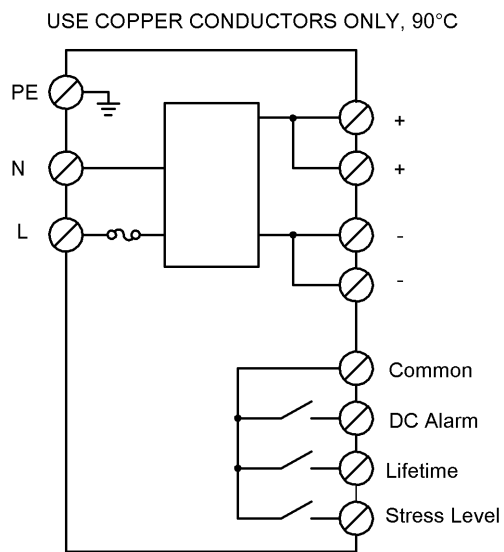 USE COPPER CONDUCTORS ONLY, 90°C
PE
+
N
+
L
-
-
Common
DC Alarm
Lifetime
Stress Level